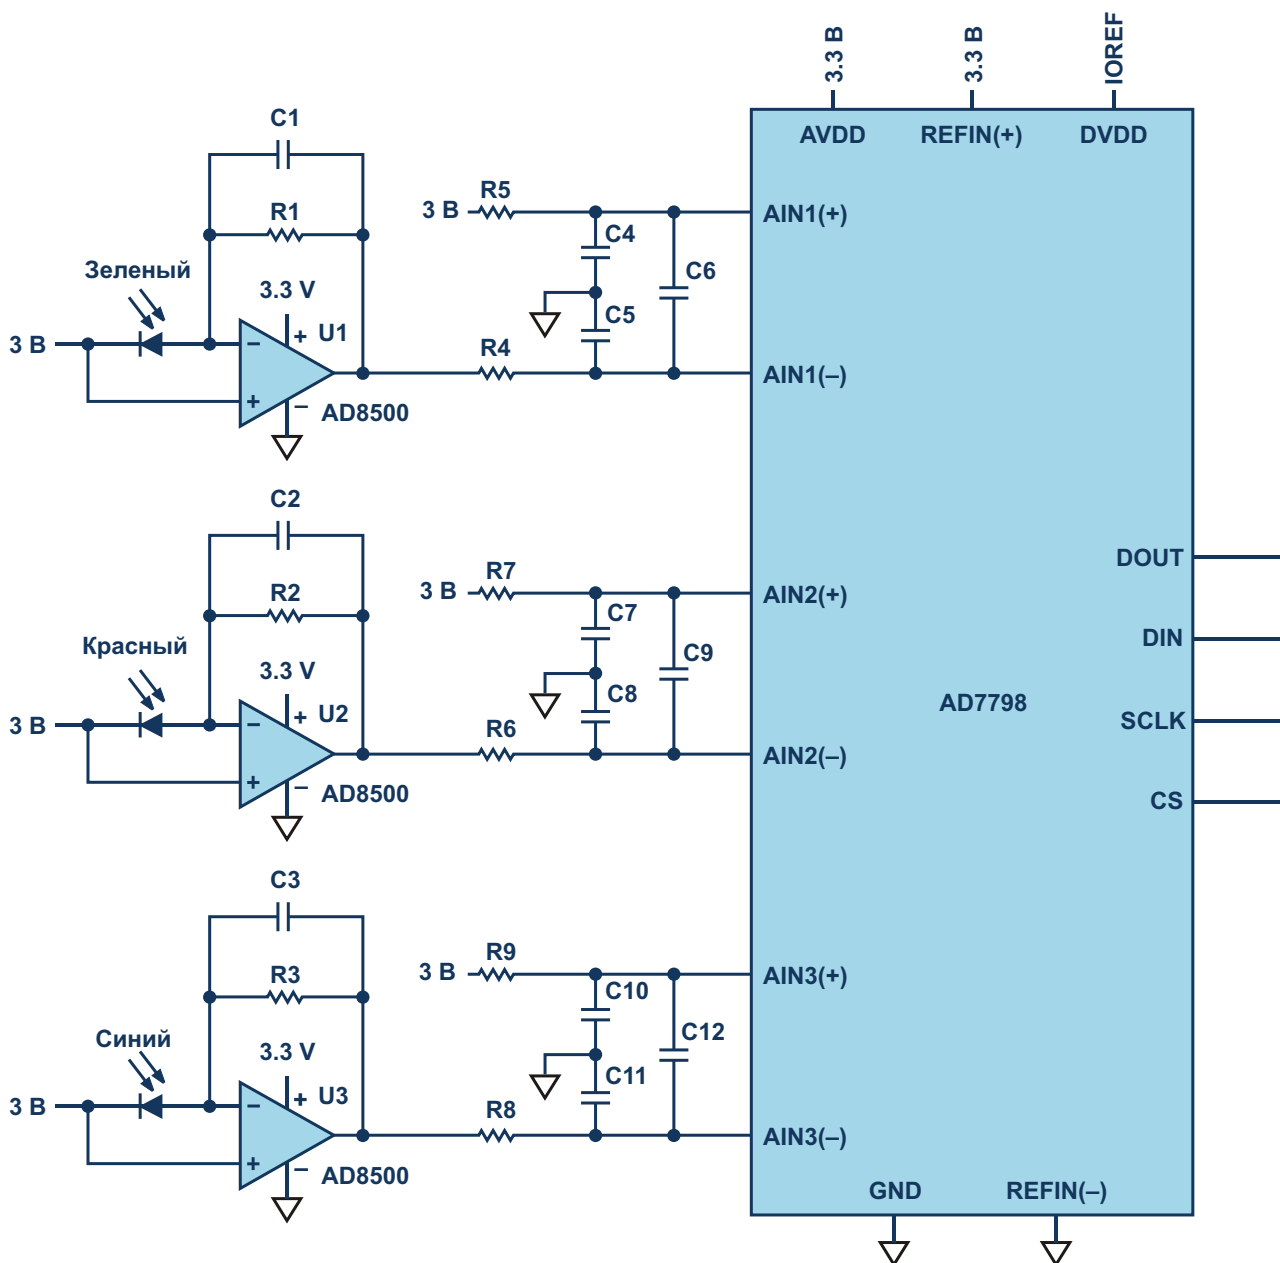 3.3 В
3.3 В
IOREF
AVDD
REFIN(+)
DVDD
C1
R1
Зеленый
3.3 V
3 В
−
+
+
−
U1
AD8500
3 В
R5
C4
C6
C5
R4
AIN1(+)
AIN1(–)
C2
R2
Красный
3.3 V
3 В
−
+
+
−
U2
AD8500
3 В
R7
C7
C9
C8
R6
AIN2(+)
AIN2(–)
C3
R3
Синий
3.3 V
3 В
−
+
+
−
U3
AD8500
3 В
R9
C10
C12
C11
R8
AIN3(+)
AIN3(–)
AD7798
DOUT
DIN
SCLK
CS
GND
REFIN(–)